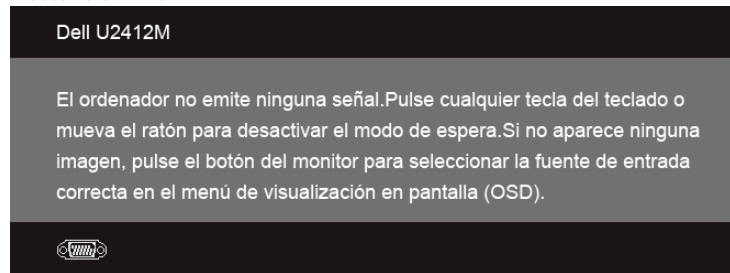 Dell U2412M
El ordenador no emite ninguna señal.Pulse cualquier tecla del teclado o
mueva el ratón para desactivar el modo de espera.Si no aparece ninguna
imagen, pulse el botón del monitor para seleccionar la fuente de entrada
correcta en el menú de visualización en pantalla (OSD).